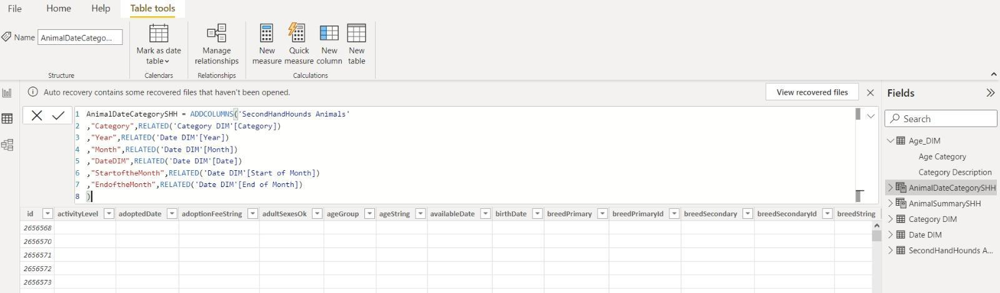 File Home Help Table tools
Name AnimalDateCatego...
Mark as date
table
Manage
relationships
New
measure
Quick
measure
New
column
New
table
Structure Calendars Relationships Calculations
Auto recovery contains some recovered files that haven't been opened. View recovered files
Fields
Search
1 AnimalDateCategorySHH = ADDCOLUMNS('SecondHandHounds Animals'
2 ,"Category",RELATED('Category DIM'[Category])
3 ,"Year",RELATED('Date DIM'[Year])
4 ,"Month",RELATED('Date DIM'[Month])
5 ,"DateDIM",RELATED('Date DIM'[Date])
6 ,"StartoftheMonth",RELATED('Date DIM'[Start of Month])
7 ,"EndoftheMonth",RELATED('Date DIM'[End of Month])
8 )
id activityLevel adoptedDate adoptionFeeString adultSexesOk ageGroup ageString availableDate birthDate breedPrimary breedPrimaryId breedSecondary breedSecondaryId breedString
2656568
2656570
2656571
2656572
2656573
Age_DIM
Age Category
Category Description
AnimalDateCategorySHH
AnimalSummarySHH
Category DIM
Date DIM
SecondHandHounds A...